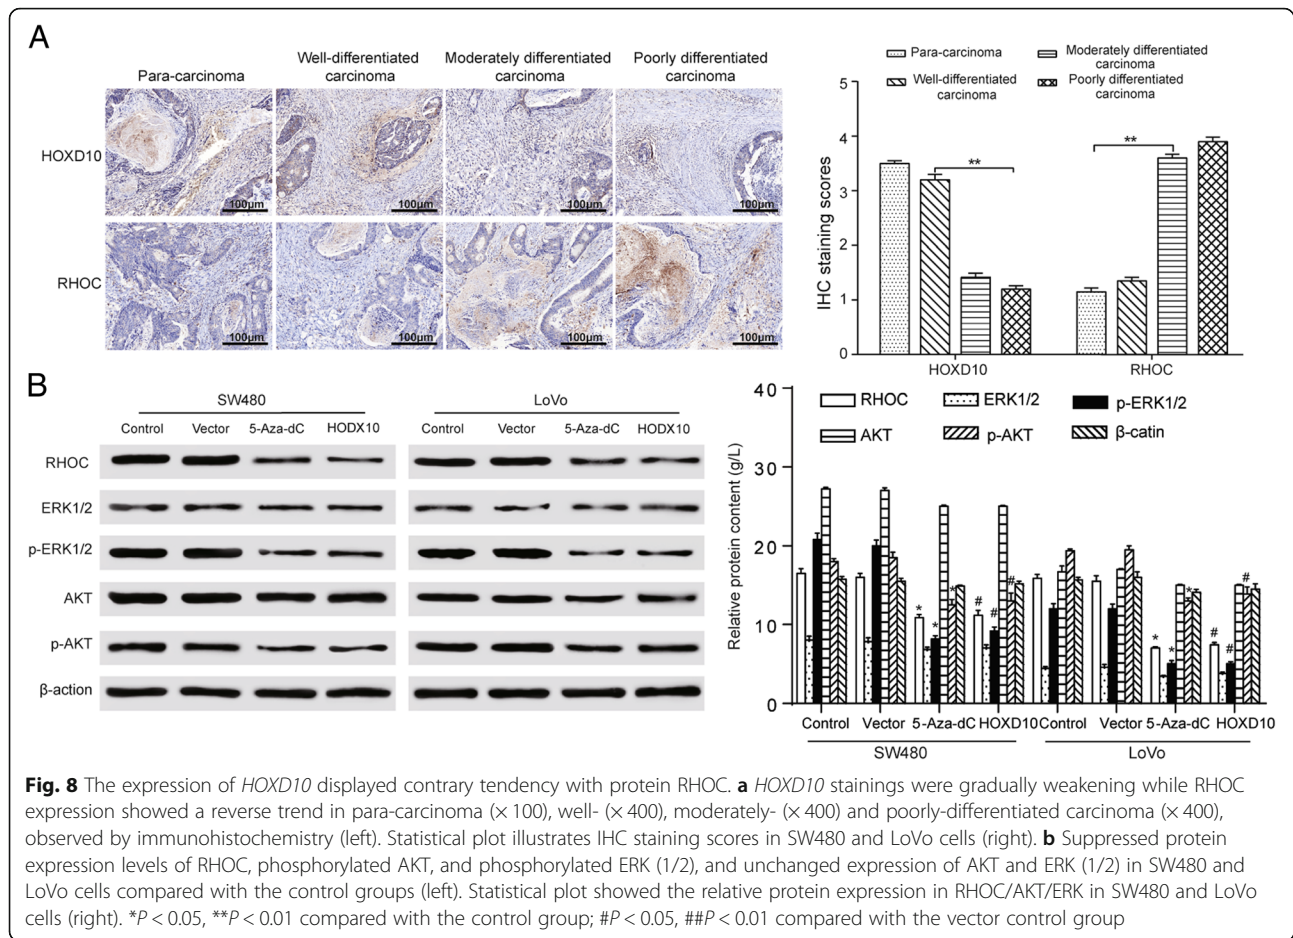 A
Para-carcinoma
Well-differentiated
carcinoma
Moderately differentiated
carcinoma
Poorly differentiated
carcinoma
HOXD10
100μm
100μm
100μm
100μm
RHOC
100μm
100μm
100μm
100μm
Para-carcinoma
Moderately differentiated
carcinoma
Well-differentiated
carcinoma
Poorly differentiated
carcinoma
IHC staining scores
5
4
3
2
1
0
**
**
HOXD10
RHOC
B
SW480
LoVo
Control
Vector
5-Aza-dC
HODX10
Control
Vector
5-Aza-dC
HODX10
RHOC
ERK1/2
p-ERK1/2
AKT
p-AKT
β-action
Relative protein content (g/L)
40
30
20
10
0
RHOC
ERK1/2
p-ERK1/2
AKT
p-AKT
β-catin
* * *
# # #
* * *
# # #
Control
Vector
5-Aza-dC
HOXD10
Control
Vector
5-Aza-dC
HOXD10
SW480
LoVo
Fig. 8 The expression of HOXD10 displayed contrary tendency with protein RHOC. a HOXD10 stainings were gradually weakening while RHOC
expression showed a reverse trend in para-carcinoma (× 100), well- (× 400), moderately- (× 400) and poorly-differentiated carcinoma (× 400),
observed by immunohistochemistry (left). Statistical plot illustrates IHC staining scores in SW480 and LoVo cells (right). b Suppressed protein
expression levels of RHOC, phosphorylated AKT, and phosphorylated ERK (1/2), and unchanged expression of AKT and ERK (1/2) in SW480 and
LoVo cells compared with the control groups (left). Statistical plot showed the relative protein expression in RHOC/AKT/ERK in SW480 and LoVo
cells (right). *P < 0.05, **P < 0.01 compared with the control group; #P < 0.05, ##P < 0.01 compared with the vector control group